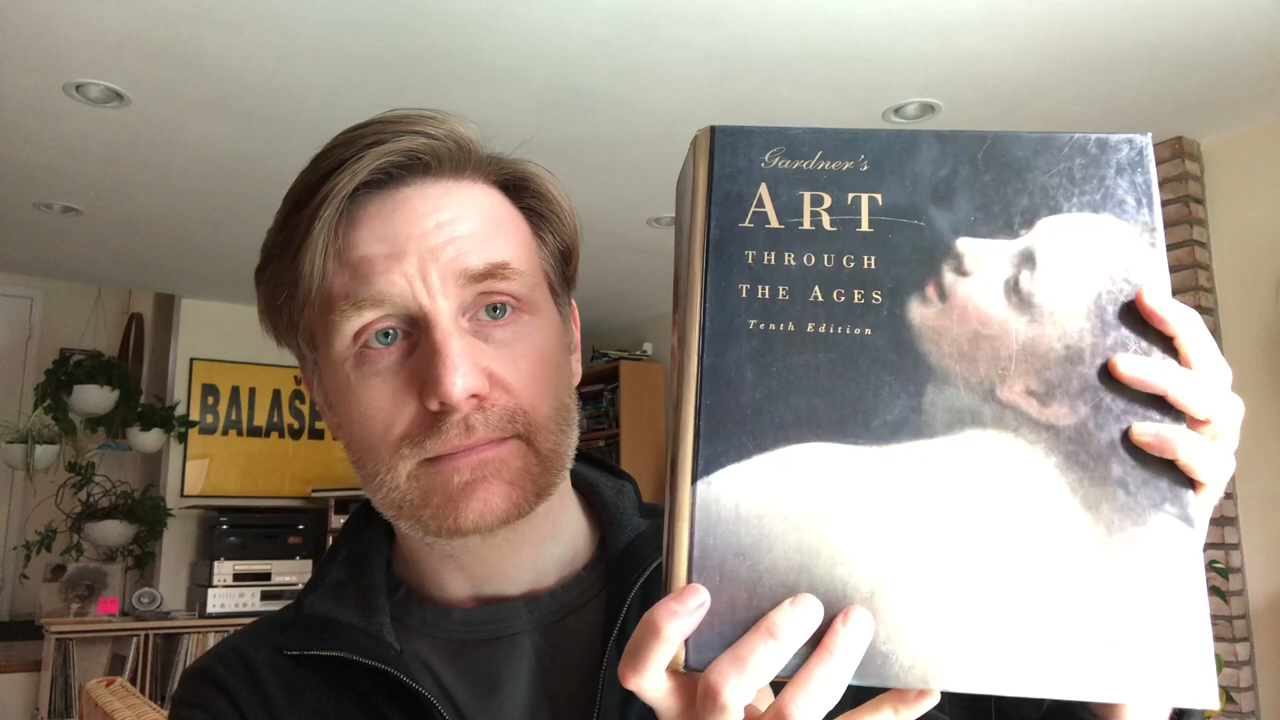 Gardner's
ART
THROUGH
THE AGES
Tenth Edition
BALAŠE